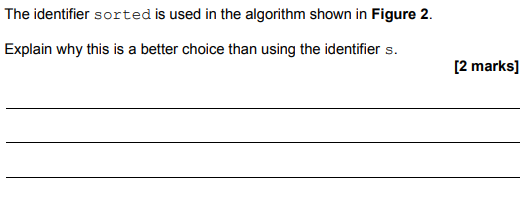 The identifier sorted is used in the algorithm shown in Figure 2.
Explain why this is a better choice than using the identifier s.
[2 marks]